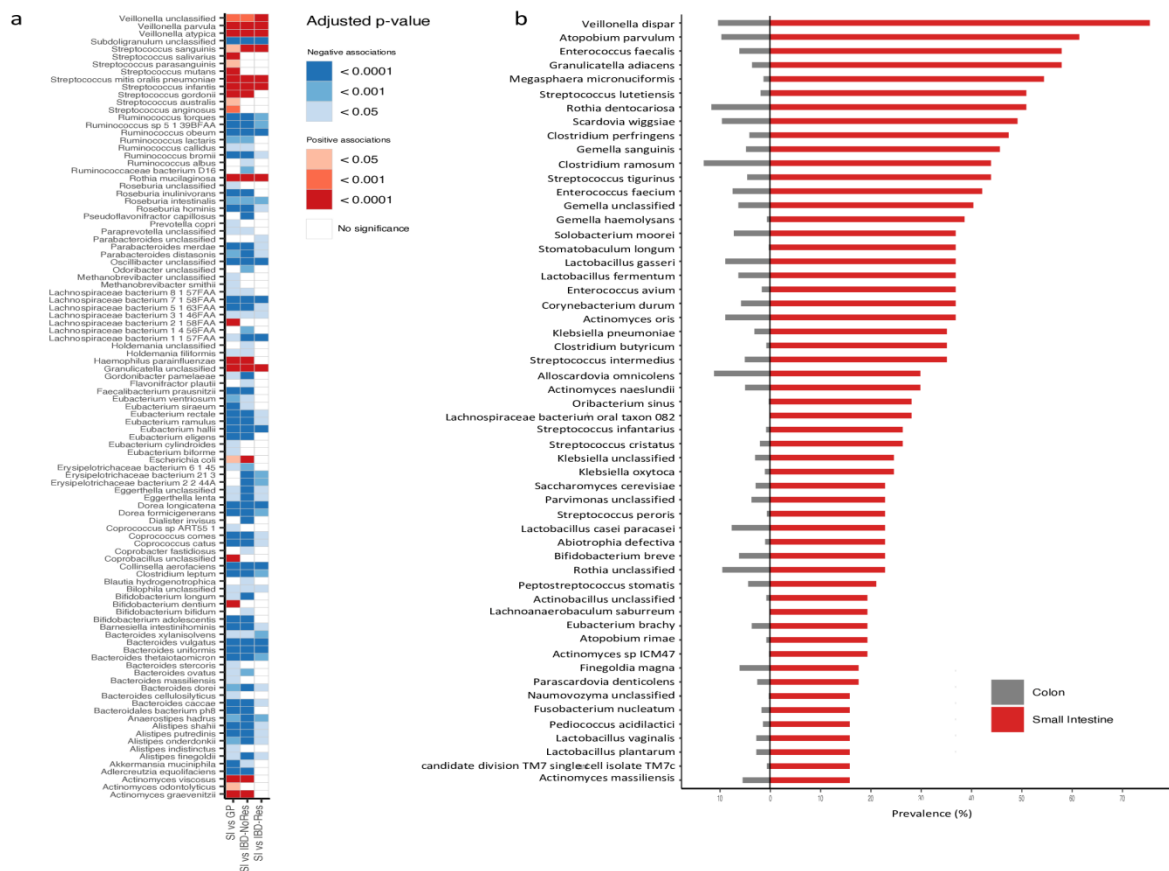 a
Veillonella unclassified
Veillonella parvula
Veillonella atypica
Subdoligranulum unclassified
Streptococcus sanguinis
Streptococcus salivarius
Streptococcus parasanguinis
Streptococcus mutans
Streptococcus mitis oralis pneumoniae
Streptococcus infantis
Streptococcus gordonii
Streptococcus australis
Streptococcus anginosus
Ruminococcus torques
Ruminococcus sp 5 1 39BFAA
Ruminococcus obeum
Ruminococcus lactaris
Ruminococcus callidus
Ruminococcus bromii
Ruminococcus albus
Ruminococcaceae bacterium D16
Rothia mucilaginosa
Roseburia unclassified
Roseburia inulinivorans
Roseburia intestinalis
Roseburia hominis
Pseudoflavonifractor capillosus
Prevotella copri
Paraprevotella unclassified
Parabacteroides unclassified
Parabacteroides merdae
Parabacteroides distasonis
Oscillibacter unclassified
Odoribacter unclassified
Methanobrevibacter unclassified
Methanobrevibacter smithii
Lachnospiraceae bacterium 8 1 57FAA
Lachnospiraceae bacterium 7 1 58FAA
Lachnospiraceae bacterium 5 1 63FAA
Lachnospiraceae bacterium 3 1 46FAA
Lachnospiraceae bacterium 2 1 58FAA
Lachnospiraceae bacterium 1 4 56FAA
Lachnospiraceae bacterium 1 1 57FAA
Holdemania unclassified
Holdemania filiformis
Haemophilus parainfluenzae
Granulicatella unclassified
Gordonibacter pamelaeae
Flavonifractor plautii
Faecalibacterium prausnitzii
Eubacterium ventriosum
Eubacterium siraeum
Eubacterium rectale
Eubacterium ramulus
Eubacterium hallii
Eubacterium eligens
Eubacterium cylindroides
Eubacterium biforme
Escherichia coli
Erysipelotrichaceae bacterium 6 1 45
Erysipelotrichaceae bacterium 21 3
Erysipelotrichaceae bacterium 2 2 44A
Eggerthella unclassified
Eggerthella lenta
Dorea longicatena
Dorea formicigenerans
Dialister invisus
Coprococcus sp ART55 1
Coprococcus comes
Coprococcus catus
Coprobacter fastidiosus
Coprobacillus unclassified
Collinsella aerofaciens
Clostridium leptum
Blautia hydrogenotrophica
Bilophila unclassified
Bifidobacterium longum
Bifidobacterium dentium
Bifidobacterium bifidum
Bifidobacterium adolescentis
Barnesiella intestinihominis
Bacteroides xylanisolvens
Bacteroides vulgatus
Bacteroides uniformis
Bacteroides thetaiotaomicron
Bacteroides stercoris
Bacteroides ovatus
Bacteroides massiliensis
Bacteroides dorei
Bacteroides cellulosilyticus
Bacteroides caccae
Bacteroidales bacterium ph8
Anaerostipes hadrus
Alistipes shahii
Alistipes putredinis
Alistipes onderdonkii
Alistipes indistinctus
Alistipes finegoldii
Akkermansia muciniphila
Adlercreutzia equolifaciens
Actinomyces viscosus
Actinomyces odontolyticus
Actinomyces graevenitzii
SI vs GP
SI vs IBD-NoRes
SI vs IBD-Res
Adjusted p-value
Negative associations
< 0.0001
< 0.001
< 0.05
Positive associations
< 0.05
< 0.001
< 0.0001
No significance
b
Veillonella dispar
Atopobium parvulum
Enterococcus faecalis
Granulicatella adiacens
Megasphaera micronuciformis
Streptococcus lutetiensis
Rothia dentocariosa
Scardovia wiggsiae
Clostridium perfringens
Gemella sanguinis
Clostridium ramosum
Streptococcus tigurinus
Enterococcus faecium
Gemella unclassified
Gemella haemolysans
Solobacterium moorei
Stomatobaculum longum
Lactobacillus gasseri
Lactobacillus fermentum
Enterococcus avium
Corynebacterium durum
Actinomyces oris
Klebsiella pneumoniae
Clostridium butyricum
Streptococcus intermedius
Alloscardovia omnicolens
Actinomyces naeslundii
Oribacterium sinus
Lachnospiraceae bacterium oral taxon 082
Streptococcus infantarius
Streptococcus cristatus
Klebsiella unclassified
Klebsiella oxytoca
Saccharomyces cerevisiae
Parvimonas unclassified
Streptococcus peroris
Lactobacillus casei paracasei
Abiotrophia defectiva
Bifidobacterium breve
Rothia unclassified
Peptostreptococcus stomatis
Actinobacillus unclassified
Lachnoanaerobaculum saburreum
Eubacterium brachy
Atopobium rimae
Actinomyces sp ICM47
Finegoldia magna
Parascardovia denticolens
Naumovozyma unclassified
Fusobacterium nucleatum
Pediococcus acidilactici
Lactobacillus vaginalis
Lactobacillus plantarum
candidate division TM7 single cell isolate TM7c
Actinomyces massiliensis
Colon
Small Intestine
10 0 10 20 30 40 50 60 70
Prevalence (%)